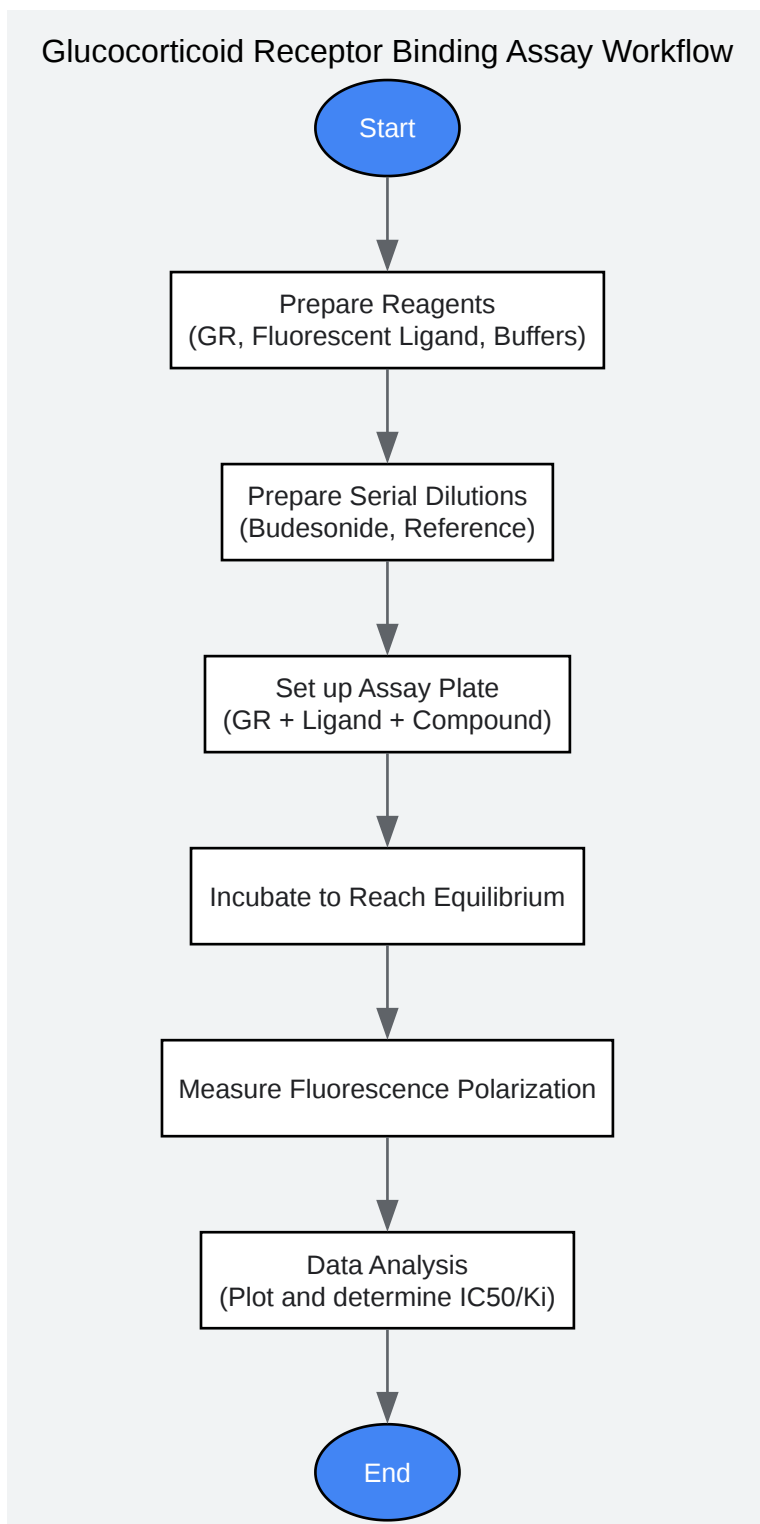 Glucocorticoid Receptor Binding Assay Workflow
Start
Prepare Reagents
(GR, Fluorescent Ligand, Buffers)
Prepare Serial Dilutions
(Budesonide, Reference)
Set up Assay Plate
(GR + Ligand + Compound)
Incubate to Reach Equilibrium
Measure Fluorescence Polarization
Data Analysis
(Plot and determine IC50/Ki)
End